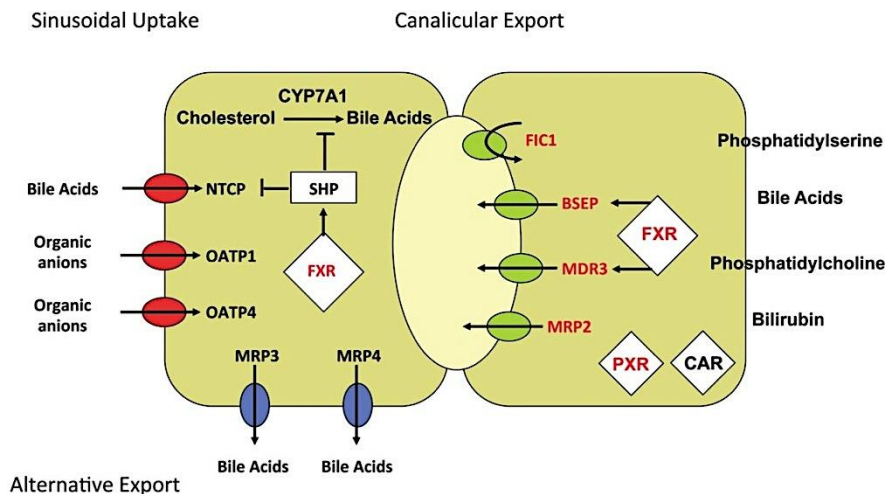 Sinusoidal Uptake
Canalicular Export
CYP7A1
Cholesterol
Bile Acids
Bile Acids
NTCP
SHP
Organic
anions
OATP1
FXR
Organic
anions
OATP4
MRP3
MRP4
Bile Acids
Bile Acids
Alternative Export
FIC1
Phosphatidylserine
BSEP
Bile Acids
FXR
MDR3
Phosphatidylcholine
MRP2
Bilirubin
PXR
CAR